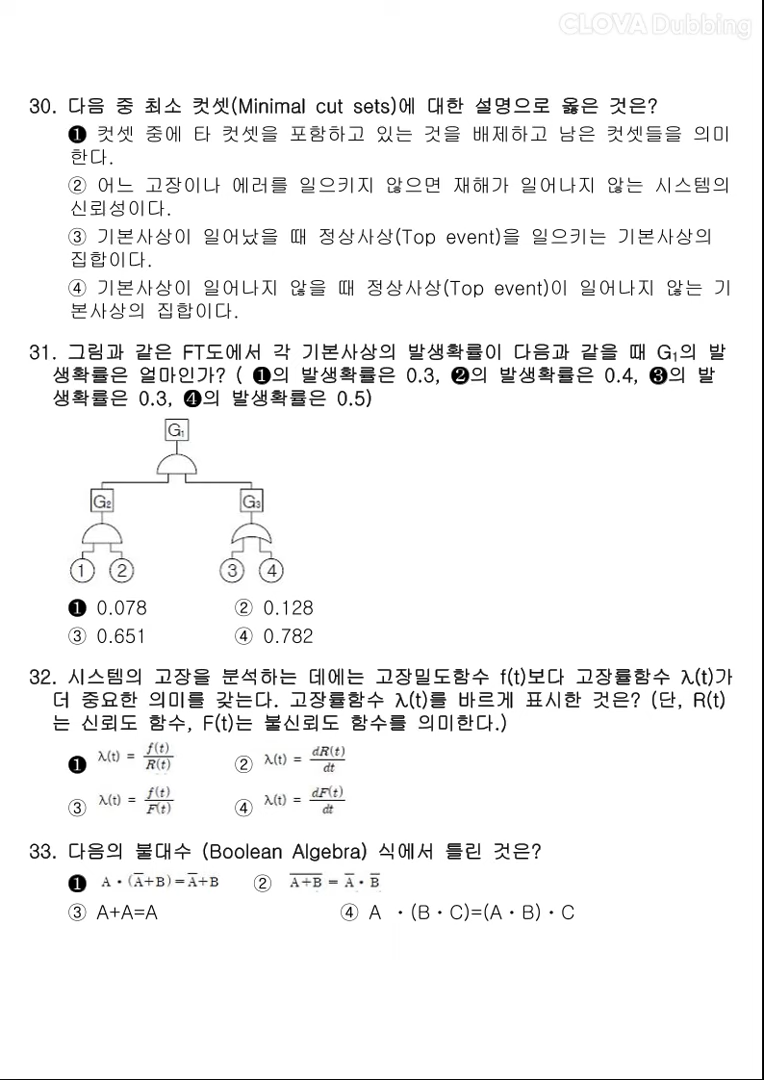 CLOVA Dubbing
30. 다음 중 최소 컷셋(Minimal cut sets)에 대한 설명으로 옳은 것은?
❶ 컷셋 중에 타 컷셋을 포함하고 있는 것을 배제하고 남은 컷셋들을 의미
한다.
② 어느 고장이나 에러를 일으키지 않으면 재해가 일어나지 않는 시스템의
신뢰성이다.
③ 기본사상이 일어났을 때 정상사상(Top event)을 일으키는 기본사상의
집합이다.
④ 기본사상이 일어나지 않을 때 정상사상(Top event)이 일어나지 않는 기
본사상의 집합이다.
31. 그림과 같은 FT도에서 각 기본사상의 발생확률이 다음과 같을 때 G₁의 발
생확률은 얼마인가? ( ❶의 발생확률은 0.3, ❷의 발생확률은 0.4, ❸의 발
생확률은 0.3, ❹의 발생확률은 0.5)
G₁
G₂ G₃
① ② ③ ④
❶ 0.078 ② 0.128
③ 0.651 ④ 0.782
32. 시스템의 고장을 분석하는 데에는 고장밀도함수 f(t)보다 고장률함수 λ(t)가
더 중요한 의미를 갖는다. 고장률함수 λ(t)를 바르게 표시한 것은? (단, R(t)
는 신뢰도 함수, F(t)는 불신뢰도 함수를 의미한다.)
❶ λ(t) = f(t)/R(t) ② λ(t) = dR(t)/dt
③ λ(t) = f(t)/F(t) ④ λ(t) = dF(t)/dt
33. 다음의 불대수 (Boolean Algebra) 식에서 틀린 것은?
❶ A·(A̅+B)=A̅+B ② A̅+̅B̅ = A̅·B̅
③ A+A=A ④ A ·(B·C)=(A·B)·C